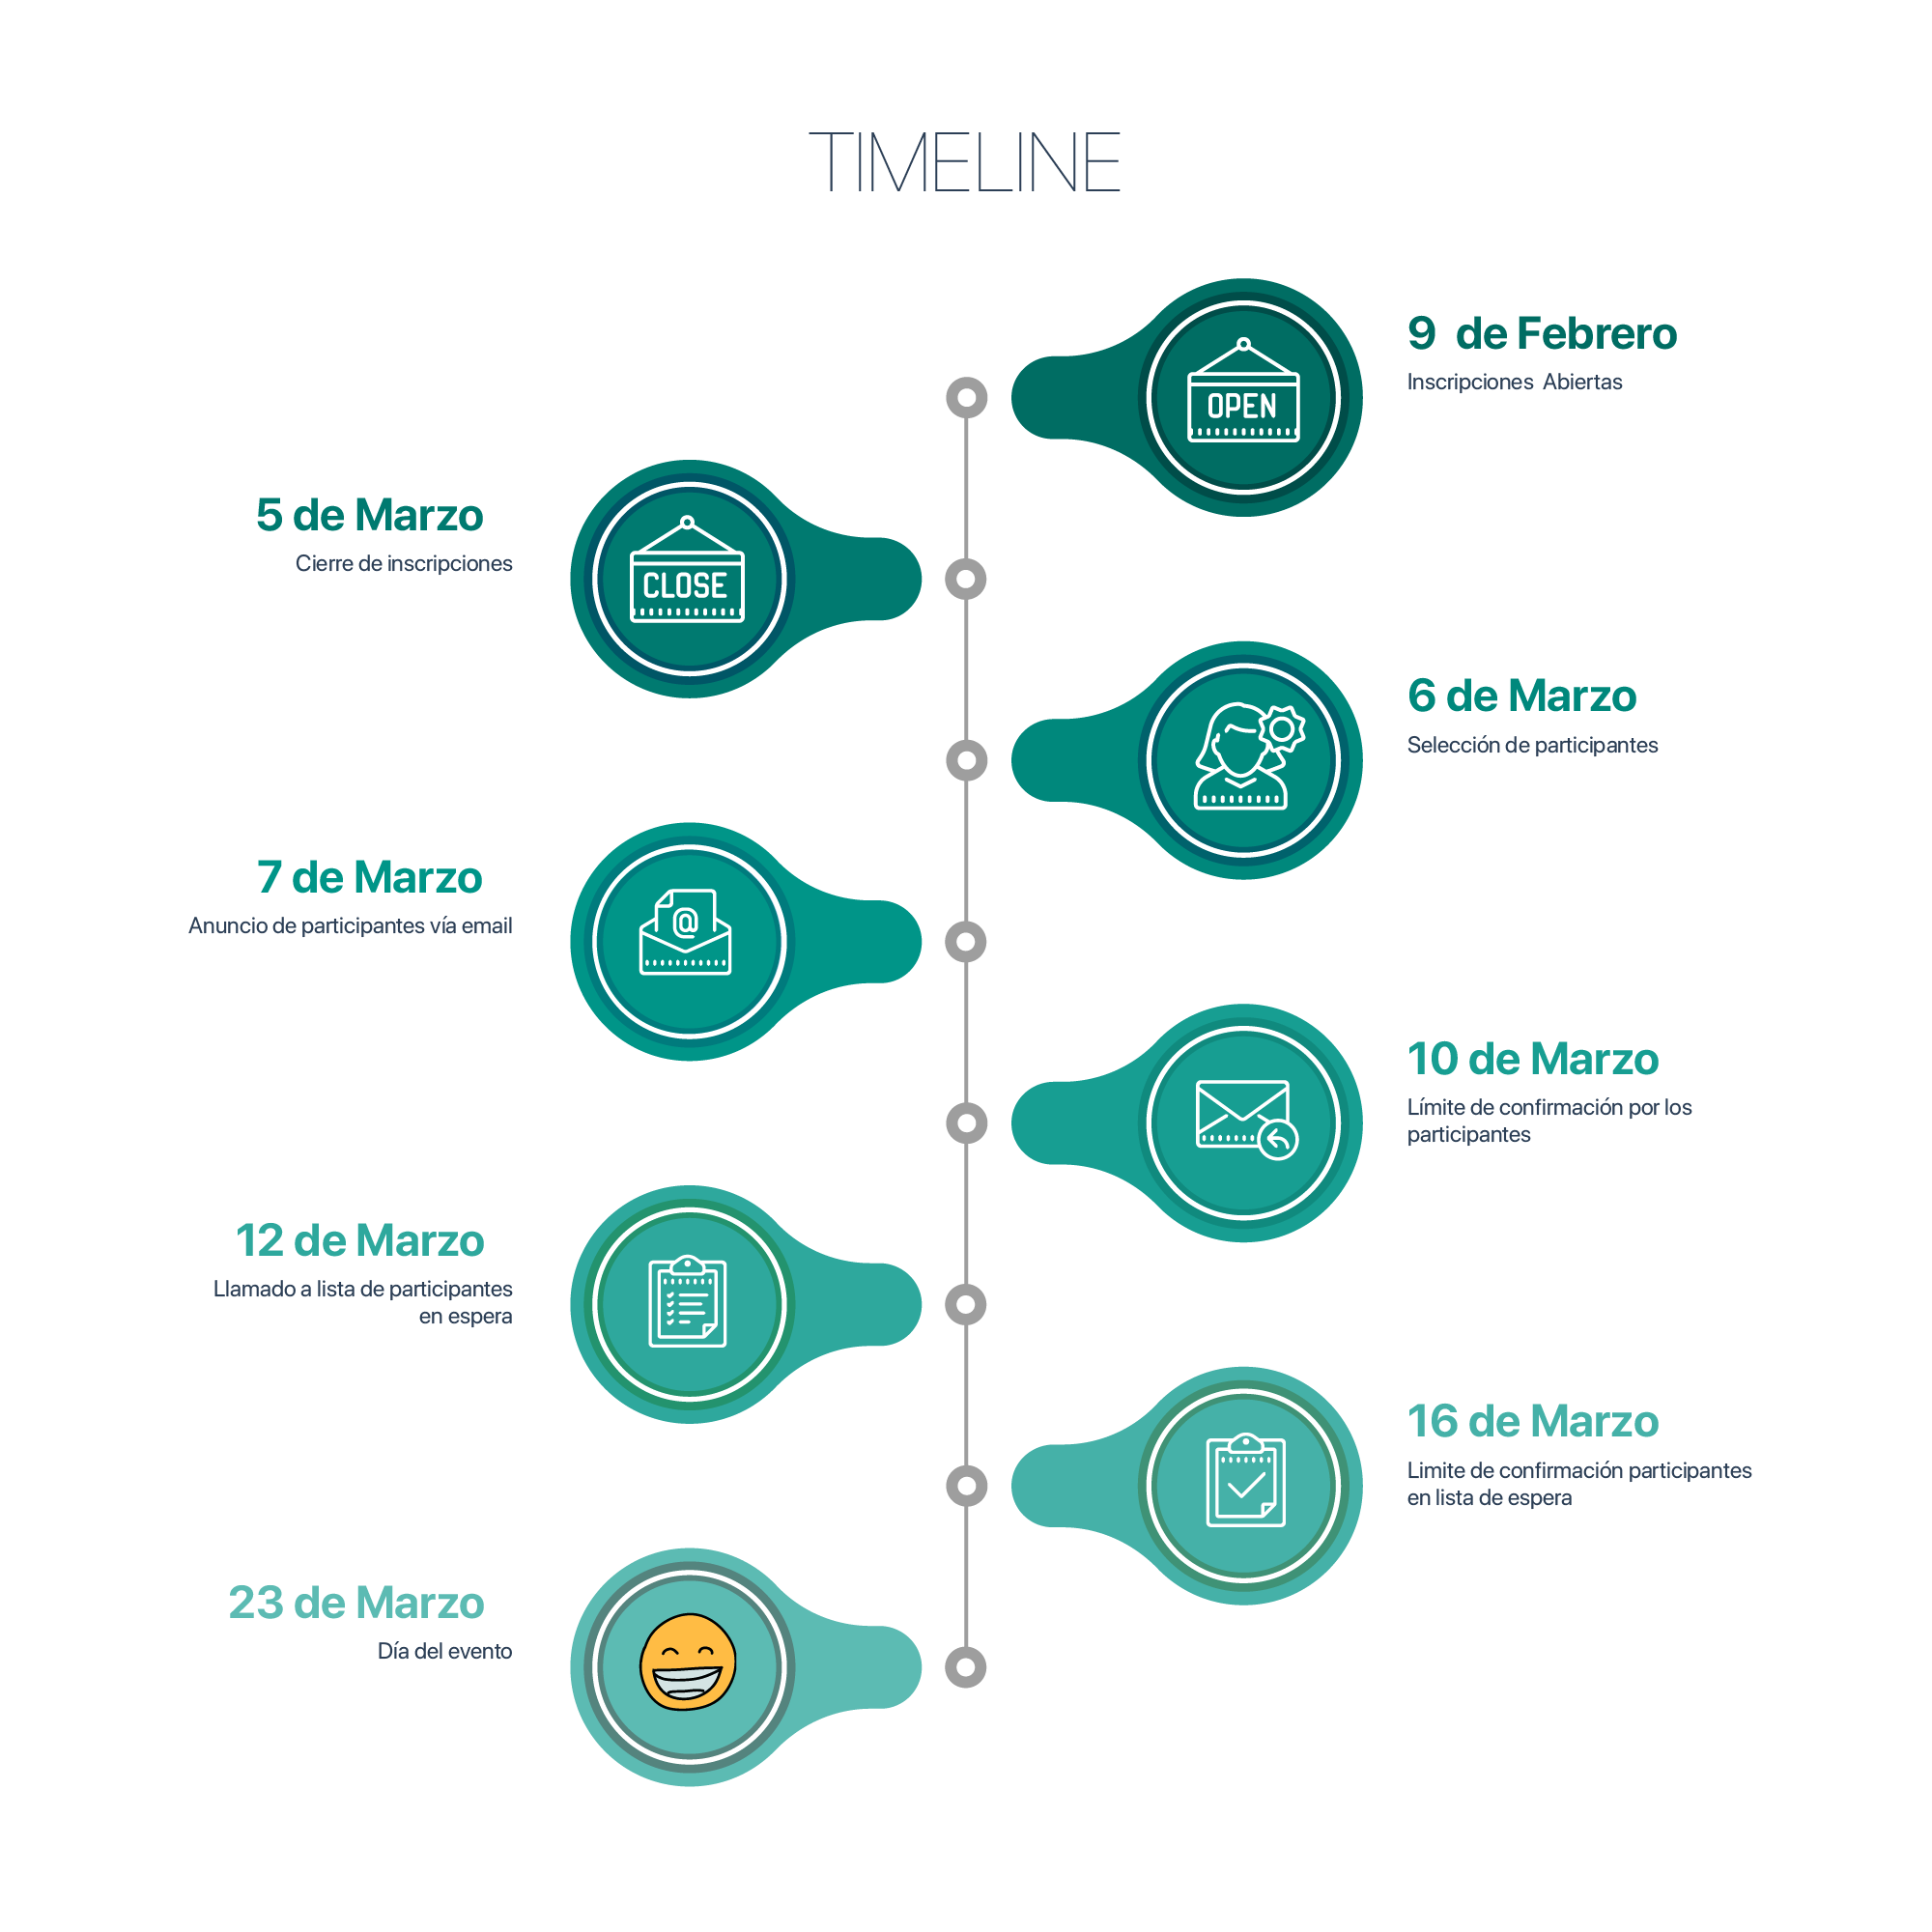 TIMELINE
OPEN
9 de Febrero
Inscripciones Abiertas
5 de Marzo
Cierre de inscripciones
CLOSE
6 de Marzo
Selección de participantes
7 de Marzo
Anuncio de participantes vía email
@
10 de Marzo
Límite de confirmación por los
participantes
12 de Marzo
Llamado a lista de participantes
en espera
16 de Marzo
Limite de confirmación participantes
en lista de espera
23 de Marzo
Día del evento